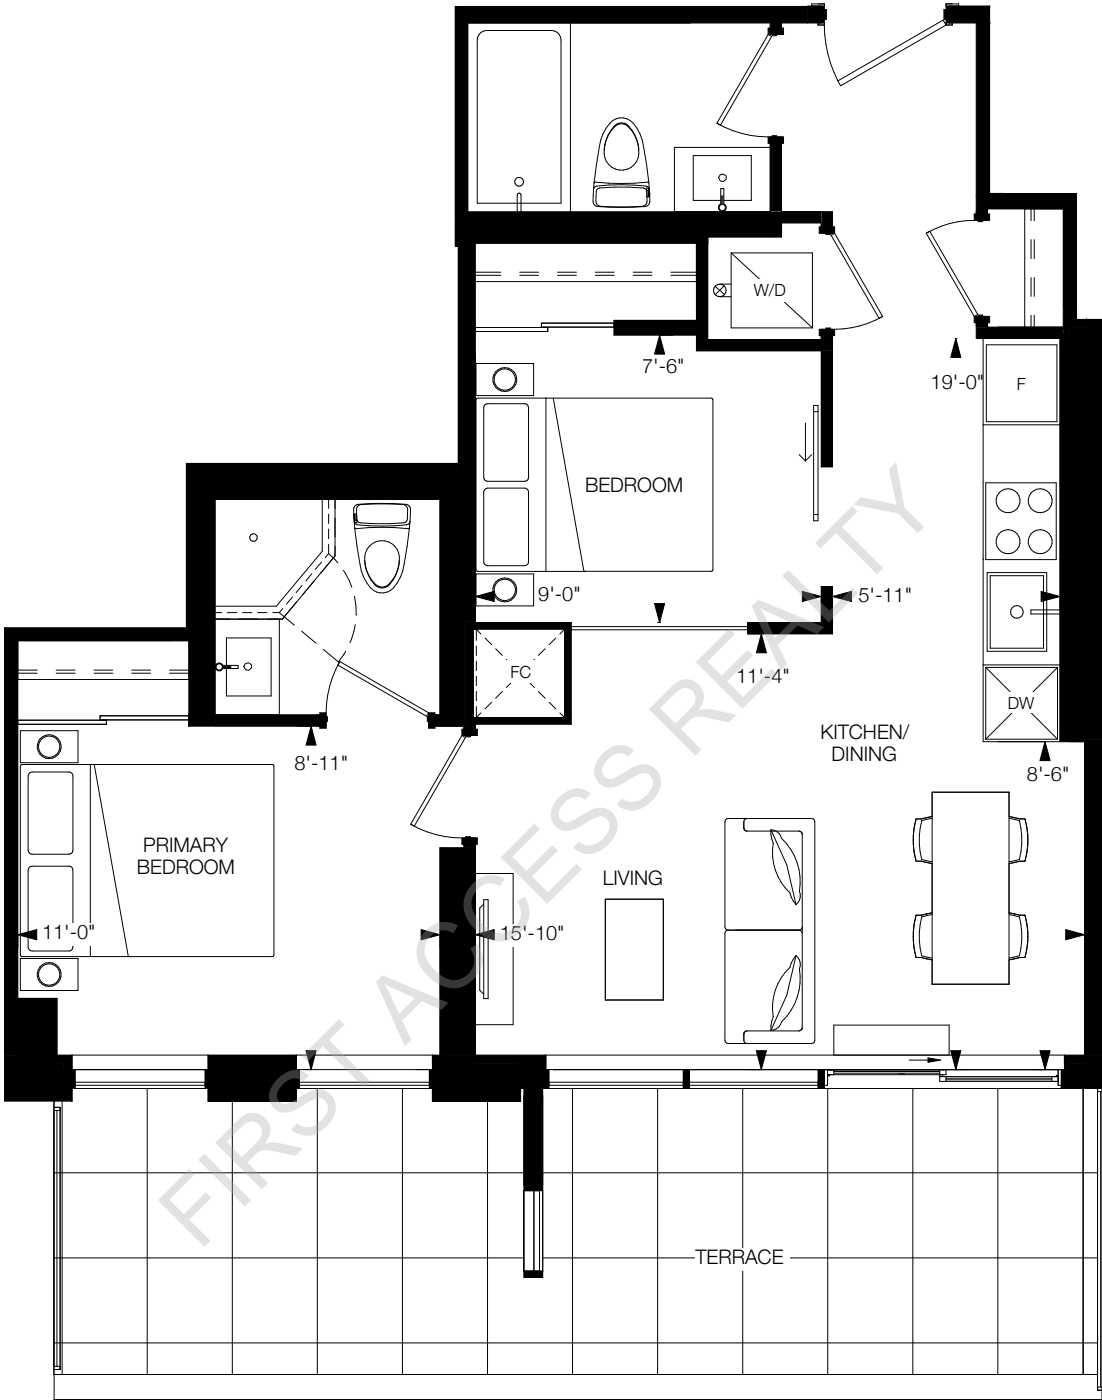 W/D
7'-6"
19'-0"
F
BEDROOM
9'-0"
5'-11"
FC
11'-4"
DW
KITCHEN/
DINING
8'-11"
8'-6"
PRIMARY
BEDROOM
LIVING
11'-0"
15'-10"
TERRACE
FIRST ACCESS REALTY